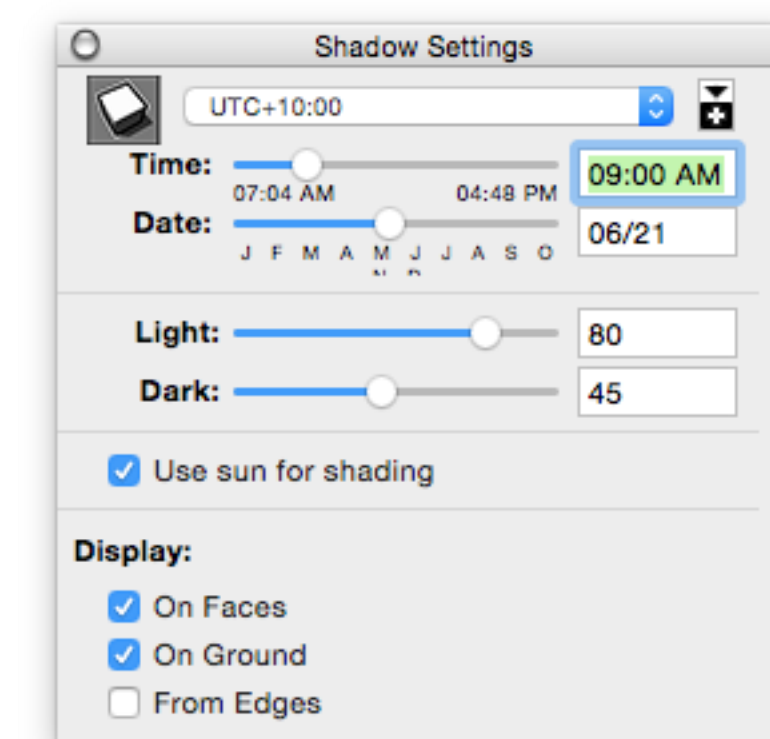 Shadow Settings
UTC+10:00
Time: 09:00 AM
07:04 AM 04:48 PM
Date: 06/21
J F M A M J J A S O
Light: 80
Dark: 45
Use sun for shading
Display:
On Faces
On Ground
From Edges